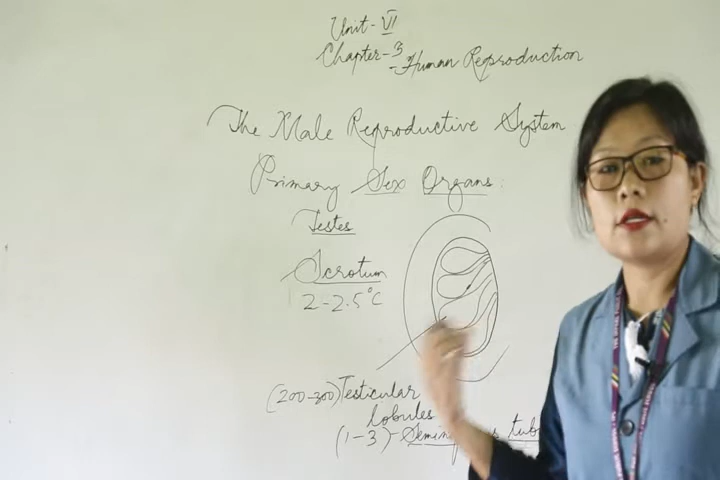 Unit-VI
Chapter-3
-Human Reproduction
The Male Reproductive System
Primary Sex Organs:
Testes
Scrotum
2-2.5°C
(200-300) Testicular
lobules
(1-3)-